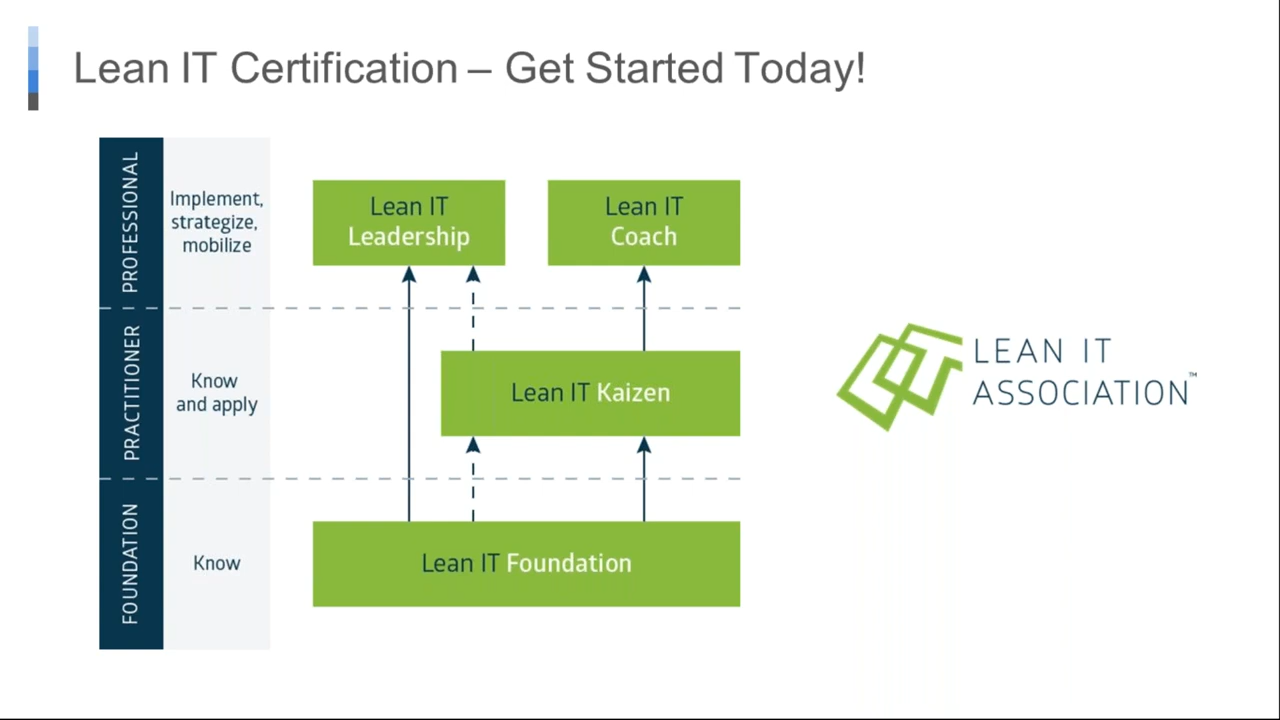 Lean IT Certification – Get Started Today!
PROFESSIONAL
Implement,
strategize,
mobilize
Lean IT
Leadership
Lean IT
Coach
PRACTITIONER
Know
and apply
Lean IT Kaizen
FOUNDATION
Know
Lean IT Foundation
LEAN IT
ASSOCIATION™